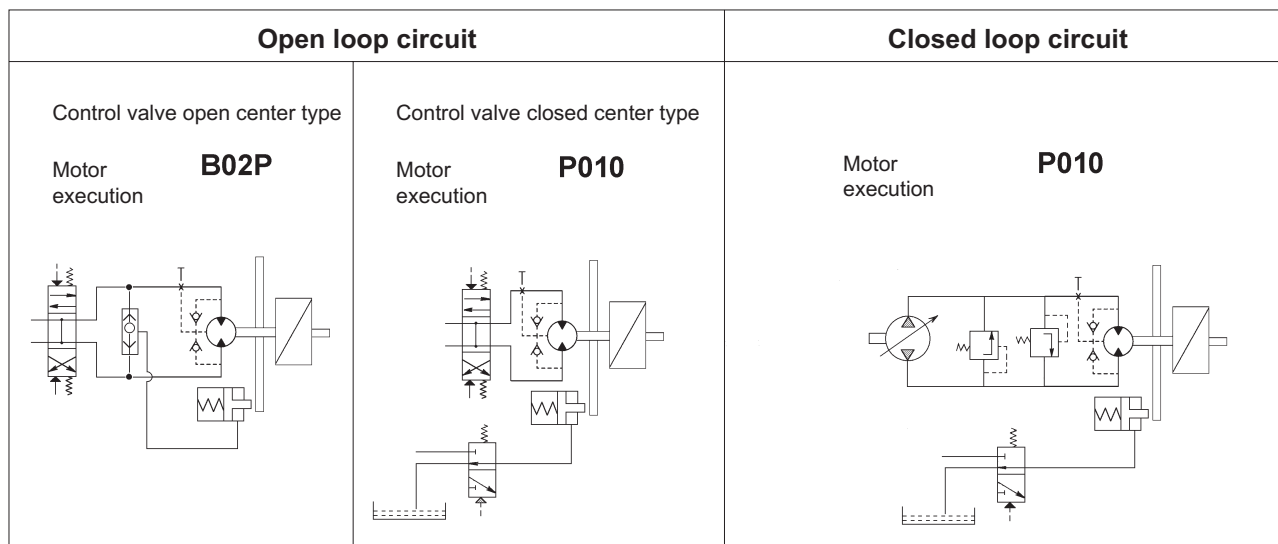 Open loop circuit
Closed loop circuit
Control valve open center type
Motor execution
B02P
Control valve closed center type
Motor execution
P010
Motor execution
P010